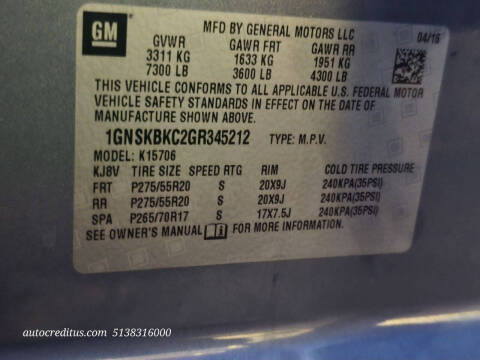 GM
MFD BY GENERAL MOTORS LLC
04/16
GVWR GAWR FRT GAWR RR
3311 KG 1633 KG 1951 KG
7300 LB 3600 LB 4300 LB
THIS VEHICLE CONFORMS TO ALL APPLICABLE U.S. FEDERAL MOTOR
VEHICLE SAFETY STANDARDS IN EFFECT ON THE DATE OF
MANUFACTURE SHOWN ABOVE.
1GNSKBKC2GR345212 TYPE: M.P.V.
MODEL: K15706
KJ8V TIRE SIZE SPEED RTG RIM COLD TIRE PRESSURE
FRT P275/55R20 S 20X9J 240KPA(35PSI)
RR P275/55R20 S 20X9J 240KPA(35PSI)
SPA P265/70R17 S 17X7.5J 240KPA(35PSI)
SEE OWNER'S MANUAL FOR MORE INFORMATION.
autocreditus.com 5138316000